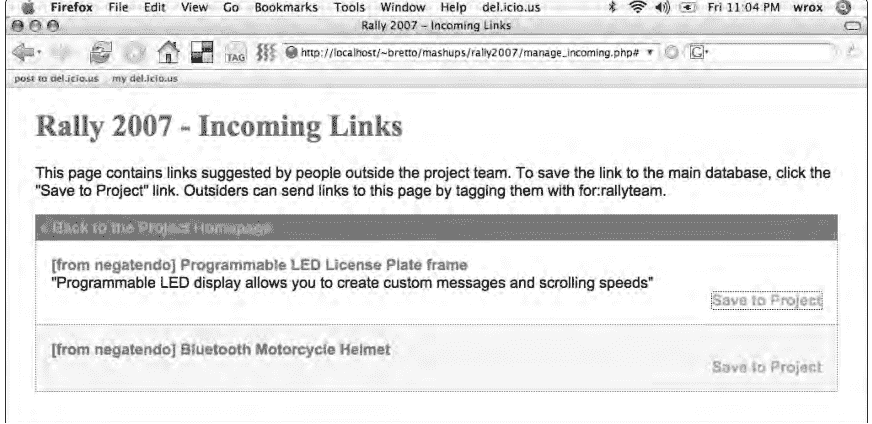 Firefox File Edit View Go Bookmarks Tools Window Help del.icio.us Fri 11:04 PM wrox
Rally 2007 - Incoming Links
TAG http://localhost/~bretto/mashups/rally2007/manage_incoming.php# G
post to del.icio.us my del.icio.us
Rally 2007 - Incoming Links
This page contains links suggested by people outside the project team. To save the link to the main database, click the
"Save to Project" link. Outsiders can send links to this page by tagging them with for:rallyteam.
< Back to the Project Homepage
[from negatendo] Programmable LED License Plate frame
"Programmable LED display allows you to create custom messages and scrolling speeds"
Save to Project
[from negatendo] Bluetooth Motorcycle Helmet
Save to Project